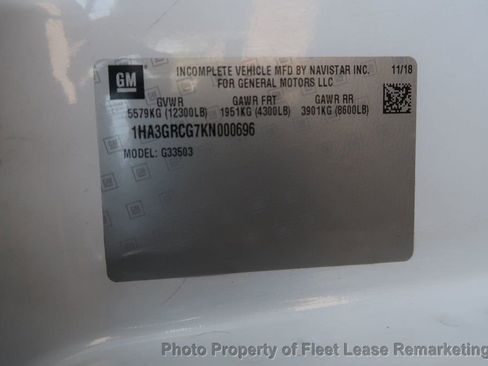 GM
INCOMPLETE VEHICLE MFD BY NAVISTAR INC.
FOR GENERAL MOTORS LLC
11/18
GVWR GAWR FRT GAWR RR
5579KG (12300LB) 1951KG (4300LB) 3901KG (8600LB)
1HA3GRCG7KN000696
MODEL: G33503
Photo Property of Fleet Lease Remarketing